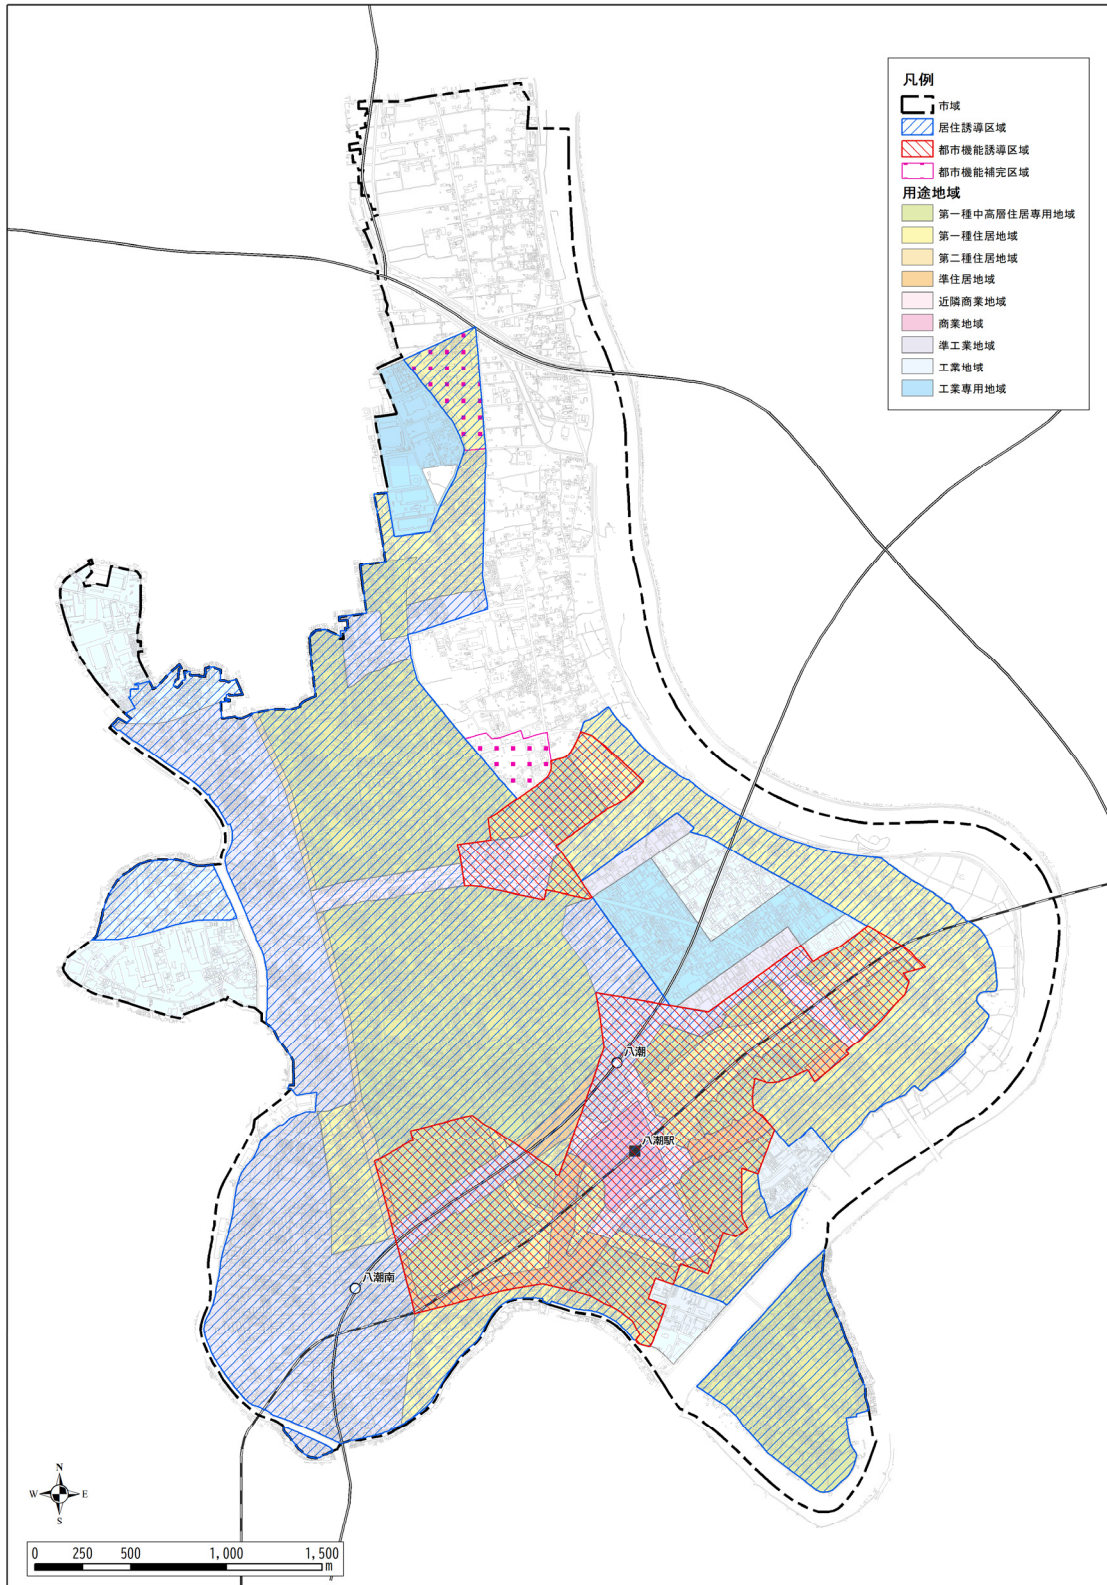 凡例
市域
居住誘導区域
都市機能誘導区域
都市機能補完区域
用途地域
第一種中高層住居専用地域
第一種住居地域
第二種住居地域
準住居地域
近隣商業地域
商業地域
準工業地域
工業地域
工業専用地域
八潮
八潮駅
八潮南
N
W E
S
0 250 500 1,000 1,500
m